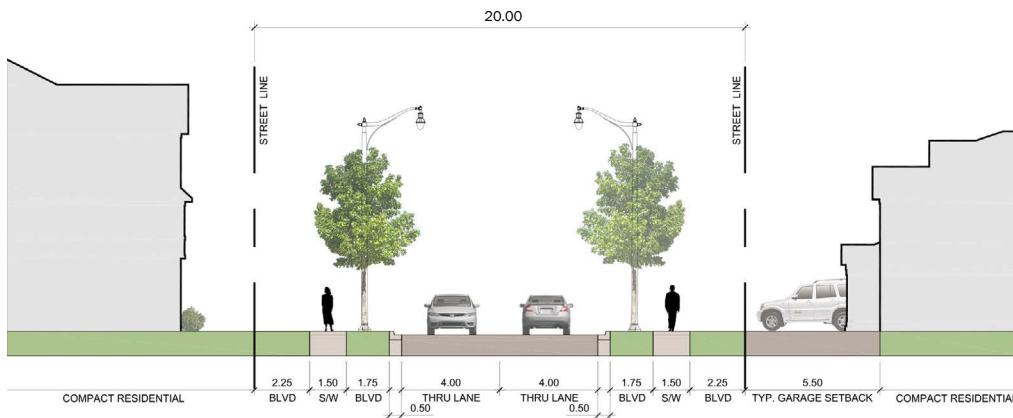 20.00
STREET LINE
STREET LINE
2.25 1.50 1.75 4.00 4.00 1.75 1.50 2.25 5.50
COMPACT RESIDENTIAL BLVD S/W BLVD THRU LANE THRU LANE BLVD S/W BLVD TYP. GARAGE SETBACK COMPACT RESIDENTIAL
0.50 0.50